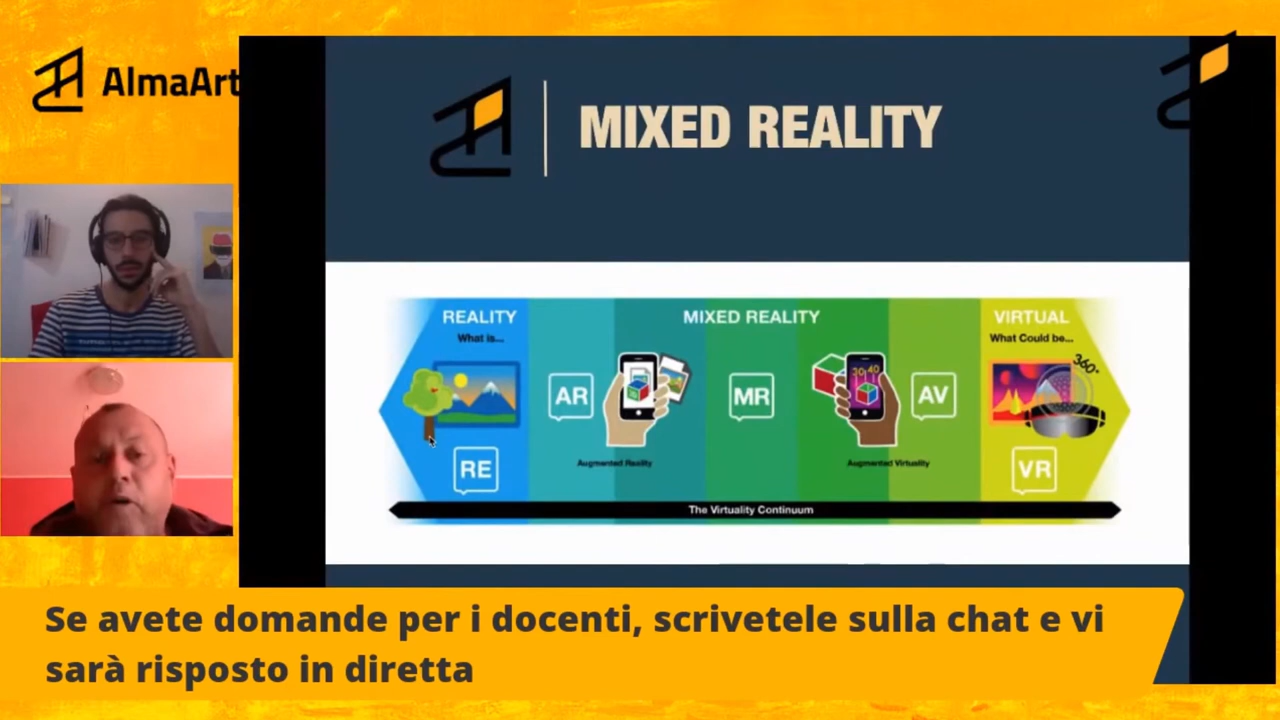 AlmaArt
MIXED REALITY
REALITY
What is...
MIXED REALITY
VIRTUAL
What Could be...
360°
AR
30 40
MR
AV
Augmented Reality
Augmented Virtuality
RE
VR
The Virtuality Continuum
Se avete domande per i docenti, scrivetele sulla chat e vi
sarà risposto in diretta